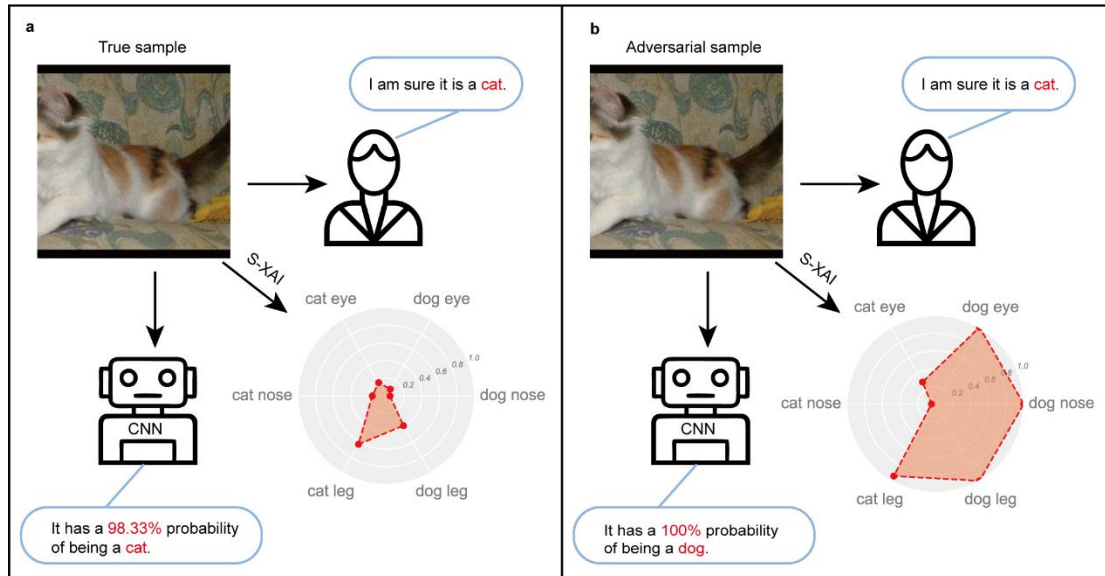 a
True sample
I am sure it is a cat.
S-XAI
cat eye
dog eye
cat nose
0.2 0.4 0.6 0.8 1.0
dog nose
cat leg
dog leg
CNN
It has a 98.33% probability
of being a cat.
b
Adversarial sample
I am sure it is a cat.
S-XAI
cat eye
dog eye
cat nose
0.2 0.4 0.6 0.8 1.0
dog nose
cat leg
dog leg
CNN
It has a 100% probability
of being a dog.